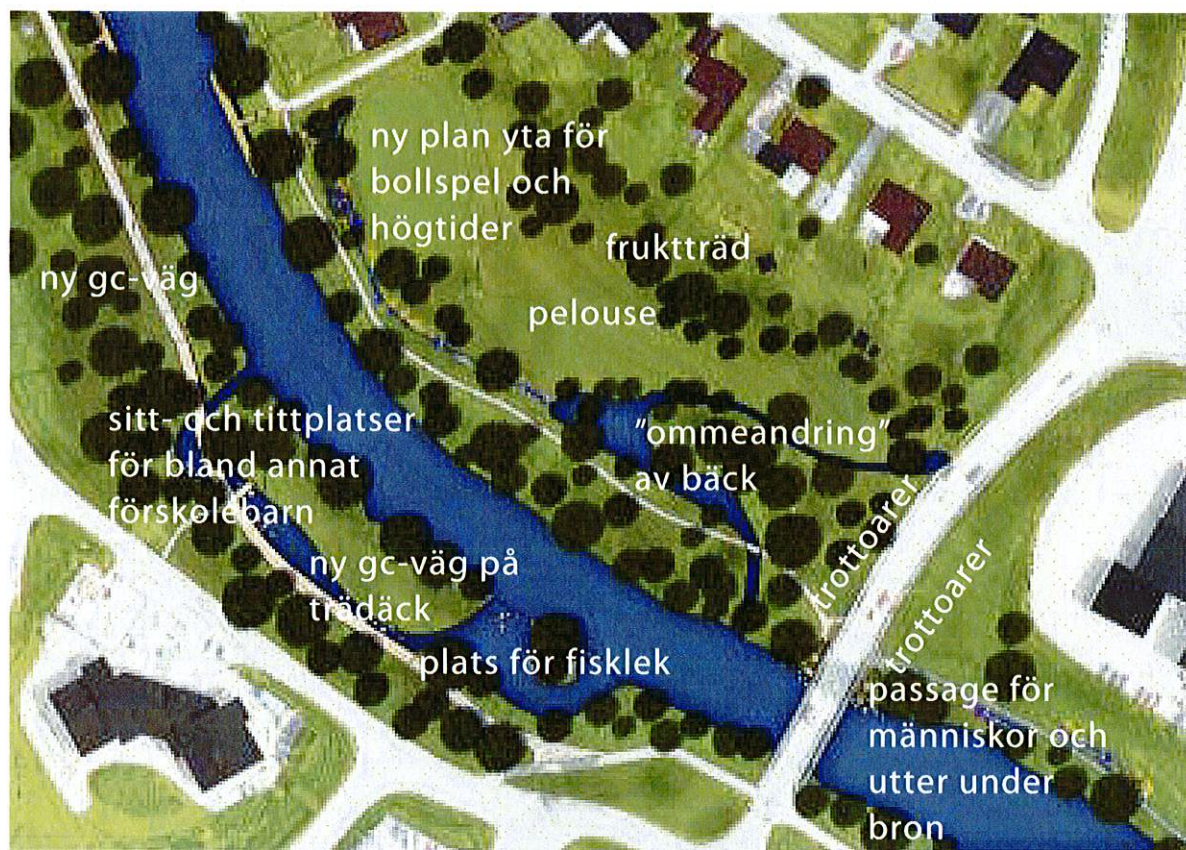 ny plan yta för
bollspel och
högtider
fruktträd
ny gc-väg
pelouse
sitt- och tittplatser
för bland annat
förskolebarn
"ommeandring"
av bäck
trottoarer
trottoarer
ny gc-väg på
trädäck
plats för fisklek
passage för
människor och
utter under
bron